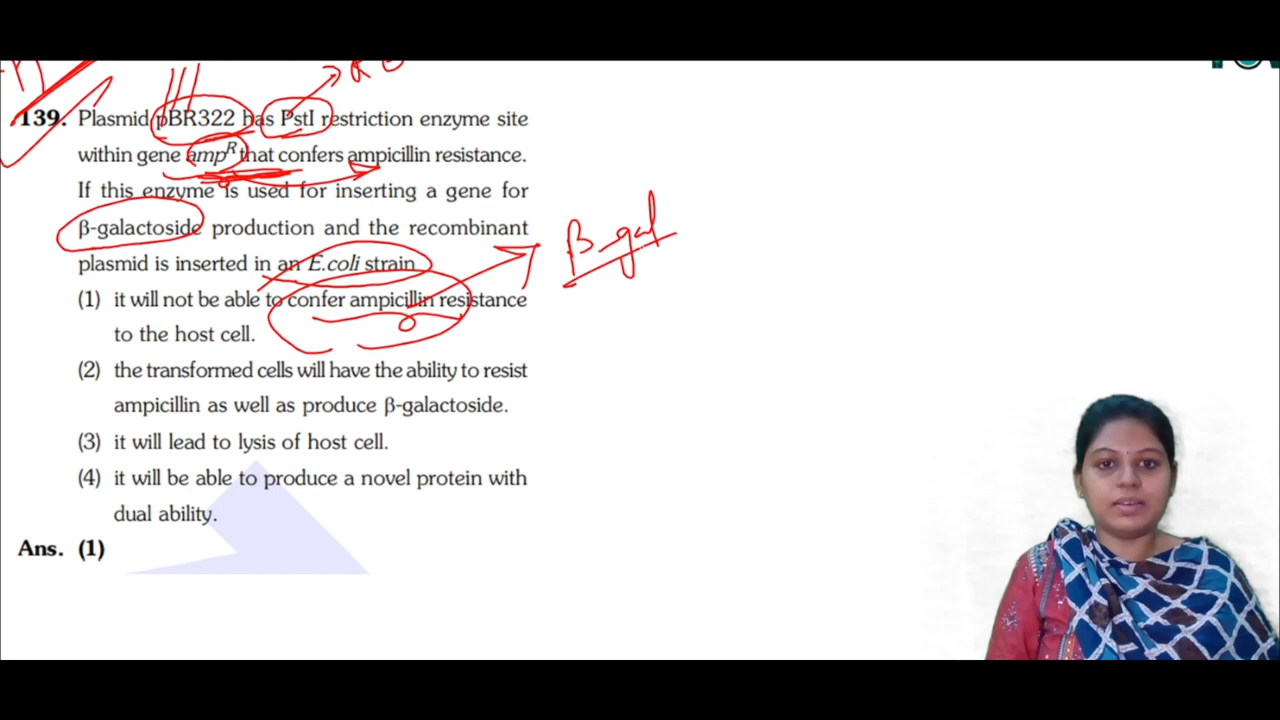 139. Plasmid pBR322 has PstI restriction enzyme site
within gene ampᴿ that confers ampicillin resistance.
If this enzyme is used for inserting a gene for
β-galactoside production and the recombinant
plasmid is inserted in an E.coli strain
β-gal
(1) it will not be able to confer ampicillin resistance
to the host cell.
(2) the transformed cells will have the ability to resist
ampicillin as well as produce β-galactoside.
(3) it will lead to lysis of host cell.
(4) it will be able to produce a novel protein with
dual ability.
Ans. (1)